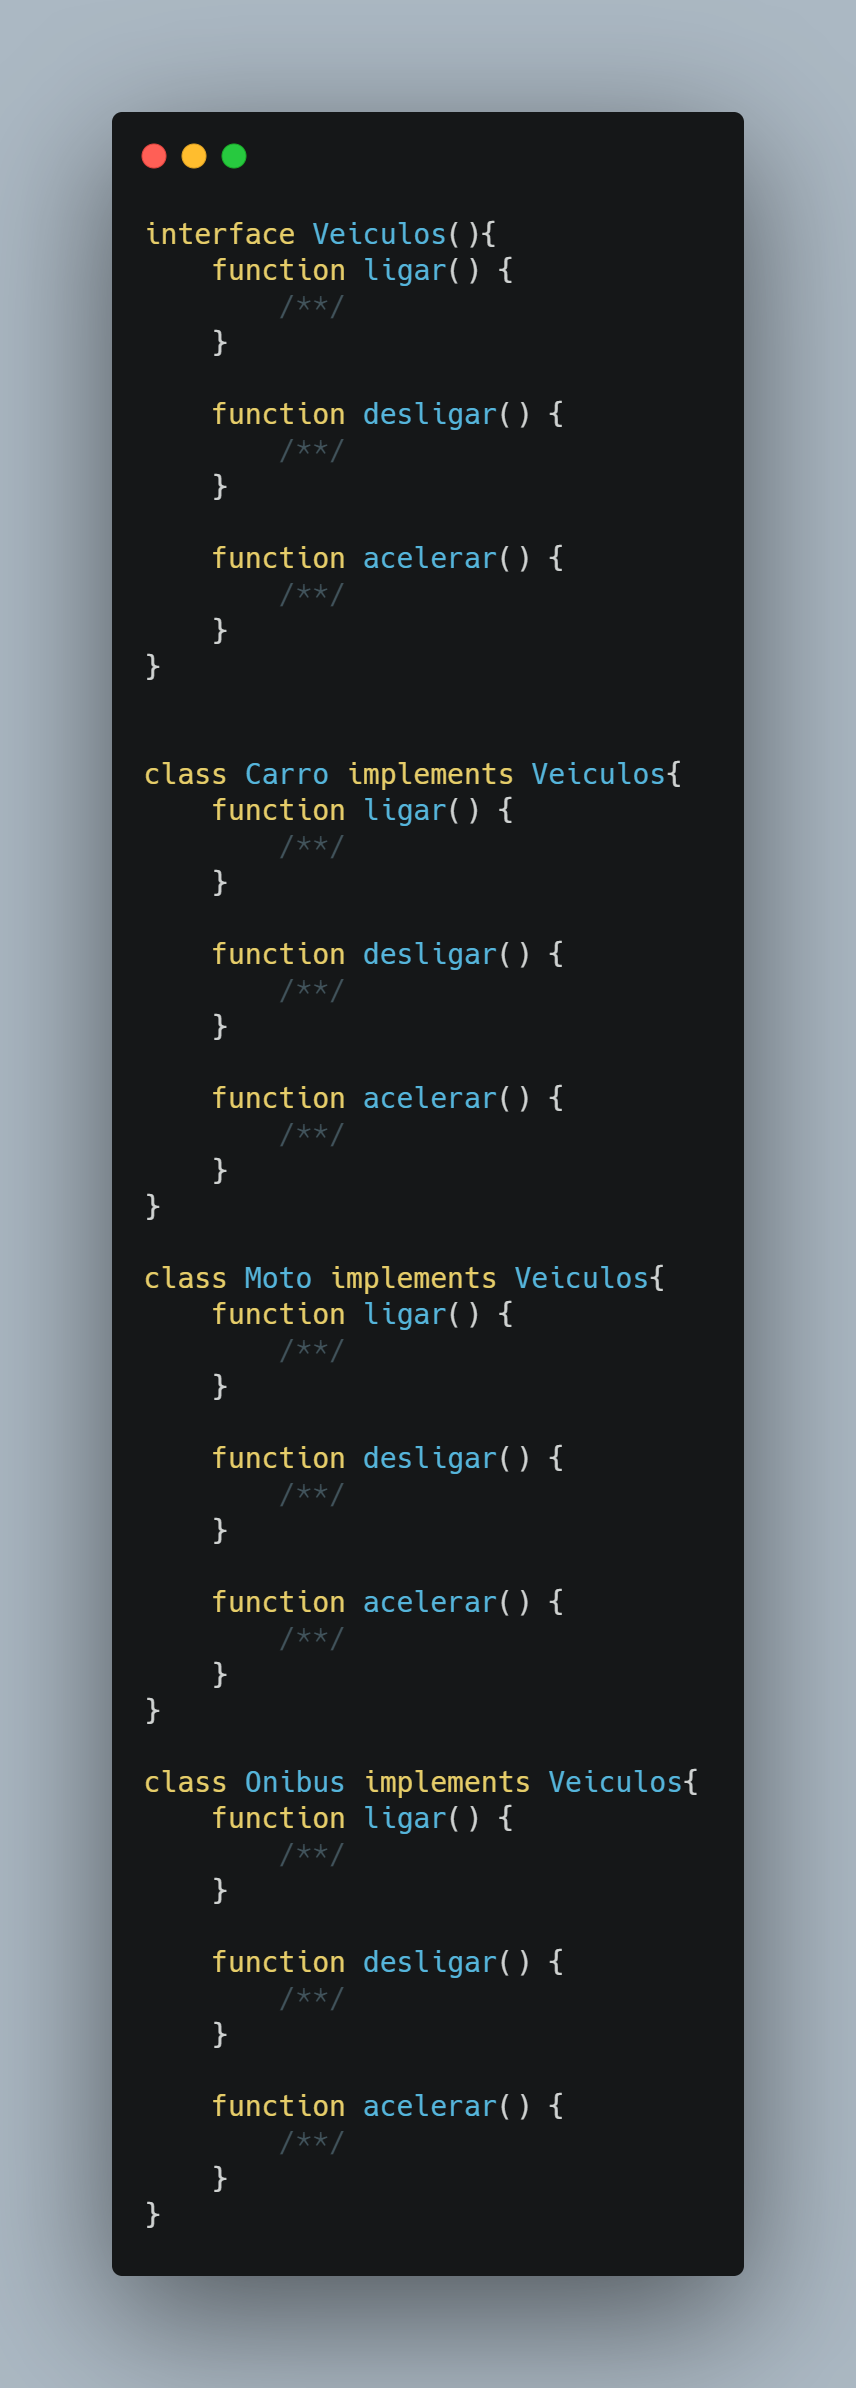 interface Veiculos(){
    function ligar() {
        /**/
    }

    function desligar() {
        /**/
    }

    function acelerar() {
        /**/
    }
}


class Carro implements Veiculos{
    function ligar() {
        /**/
    }

    function desligar() {
        /**/
    }

    function acelerar() {
        /**/
    }
}

class Moto implements Veiculos{
    function ligar() {
        /**/
    }

    function desligar() {
        /**/
    }

    function acelerar() {
        /**/
    }
}

class Onibus implements Veiculos{
    function ligar() {
        /**/
    }

    function desligar() {
        /**/
    }

    function acelerar() {
        /**/
    }
}